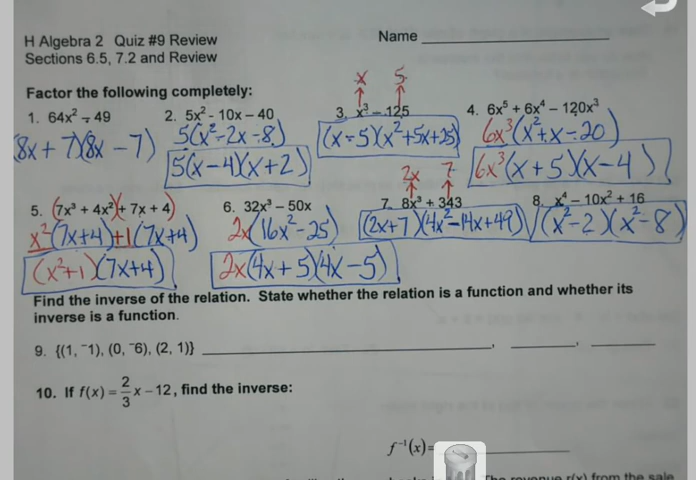 H Algebra 2 Quiz #9 Review
Name
Sections 6.5, 7.2 and Review
Factor the following completely:
x 5
1. 64x² - 49 2. 5x² - 10x – 40 3. x³ – 125 4. 6x⁵ + 6x⁴ – 120x³
(8x + 7)(8x - 7) 5(x²-2x-8) (x-5)(x²+5x+25) 6x³(x²+x-20)
5(x-4)(x+2) 6x³(x+5)(x-4)
2x 7
5. (7x³ + 4x²)(+ 7x + 4) 6. 32x³ – 50x 7. 8x³ + 343 8. x⁴ – 10x² + 16
x²(7x+4)+1(7x+4) 2x(16x²-25) (2x+7)(4x²-14x+49) (x²-2)(x²-8)
(x²+1)(7x+4) 2x(4x+5)(4x-5)
Find the inverse of the relation. State whether the relation is a function and whether its
inverse is a function.
9. {(1, ⁻1), (0, ⁻6), (2, 1)}
10. If f(x) = 2/3 x – 12, find the inverse:
f⁻¹(x)=
The revenue r(x) from the sale